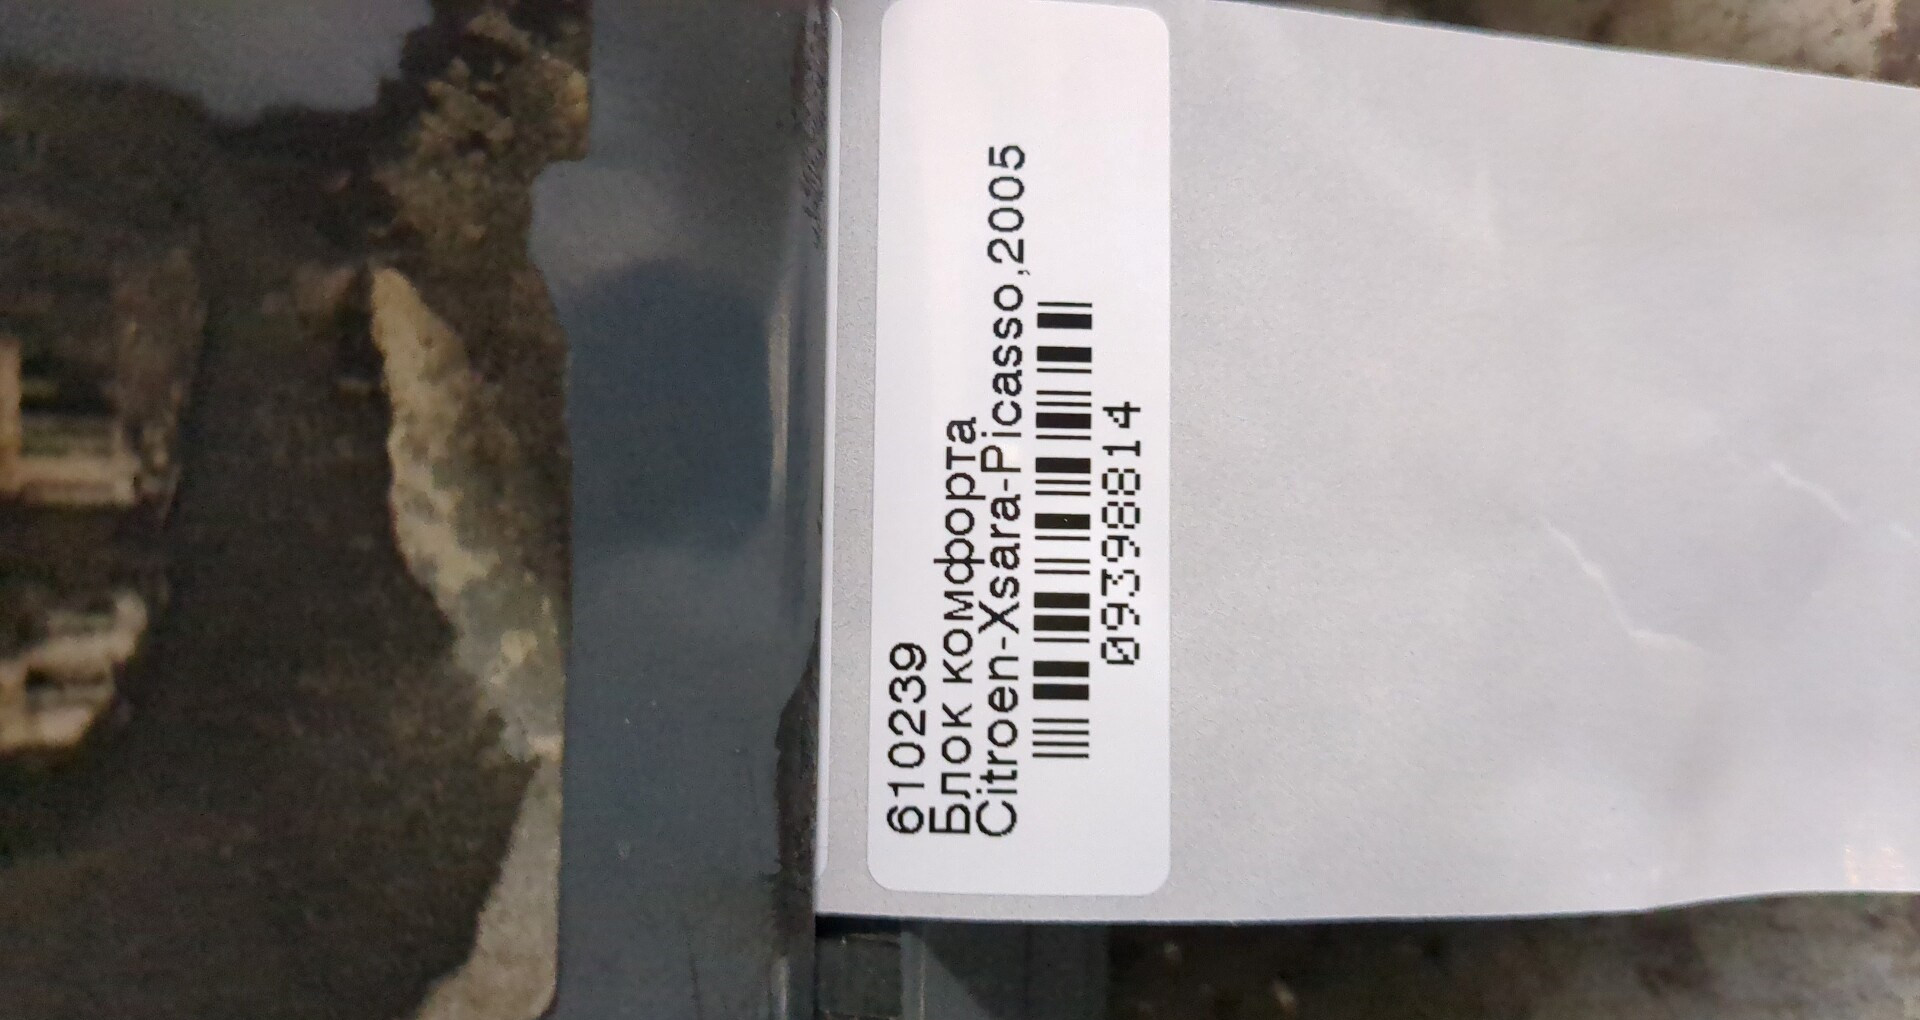 610239
Блок комфорта
Citroen-Xsara-Picasso,2005
09398814